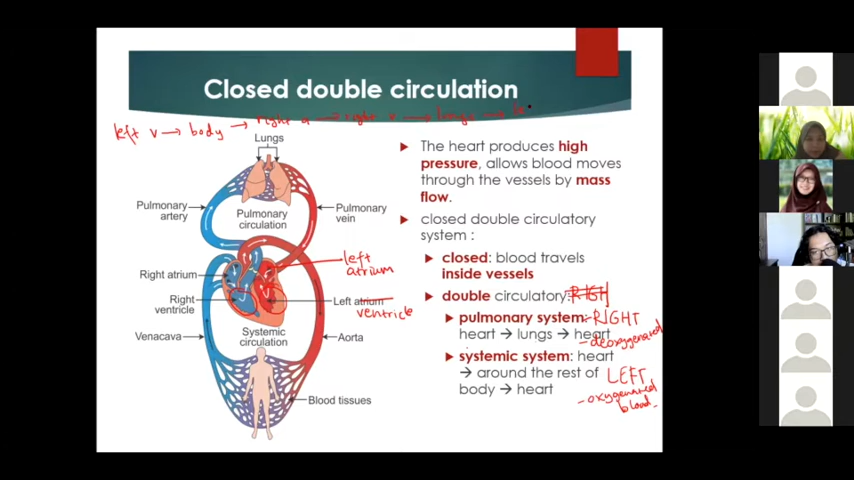 Closed double circulation
left v → body → right a → right v → lungs → le
Lungs
Pulmonary
artery
Pulmonary
vein
Pulmonary
circulation
left
atrium
Right atrium
Right
ventricle
Left atrium
ventricle
Systemic
circulation
Venacava
Aorta
Blood tissues
The heart produces high
pressure, allows blood moves
through the vessels by mass
flow.
closed double circulatory
system :
closed: blood travels
inside vessels
double circulatory: RIGH
pulmonary system: - RIGHT
heart → lungs → heart
- deoxygenated
systemic system: heart
→ around the rest of
body → heart
LEFT
- oxygenated
blood